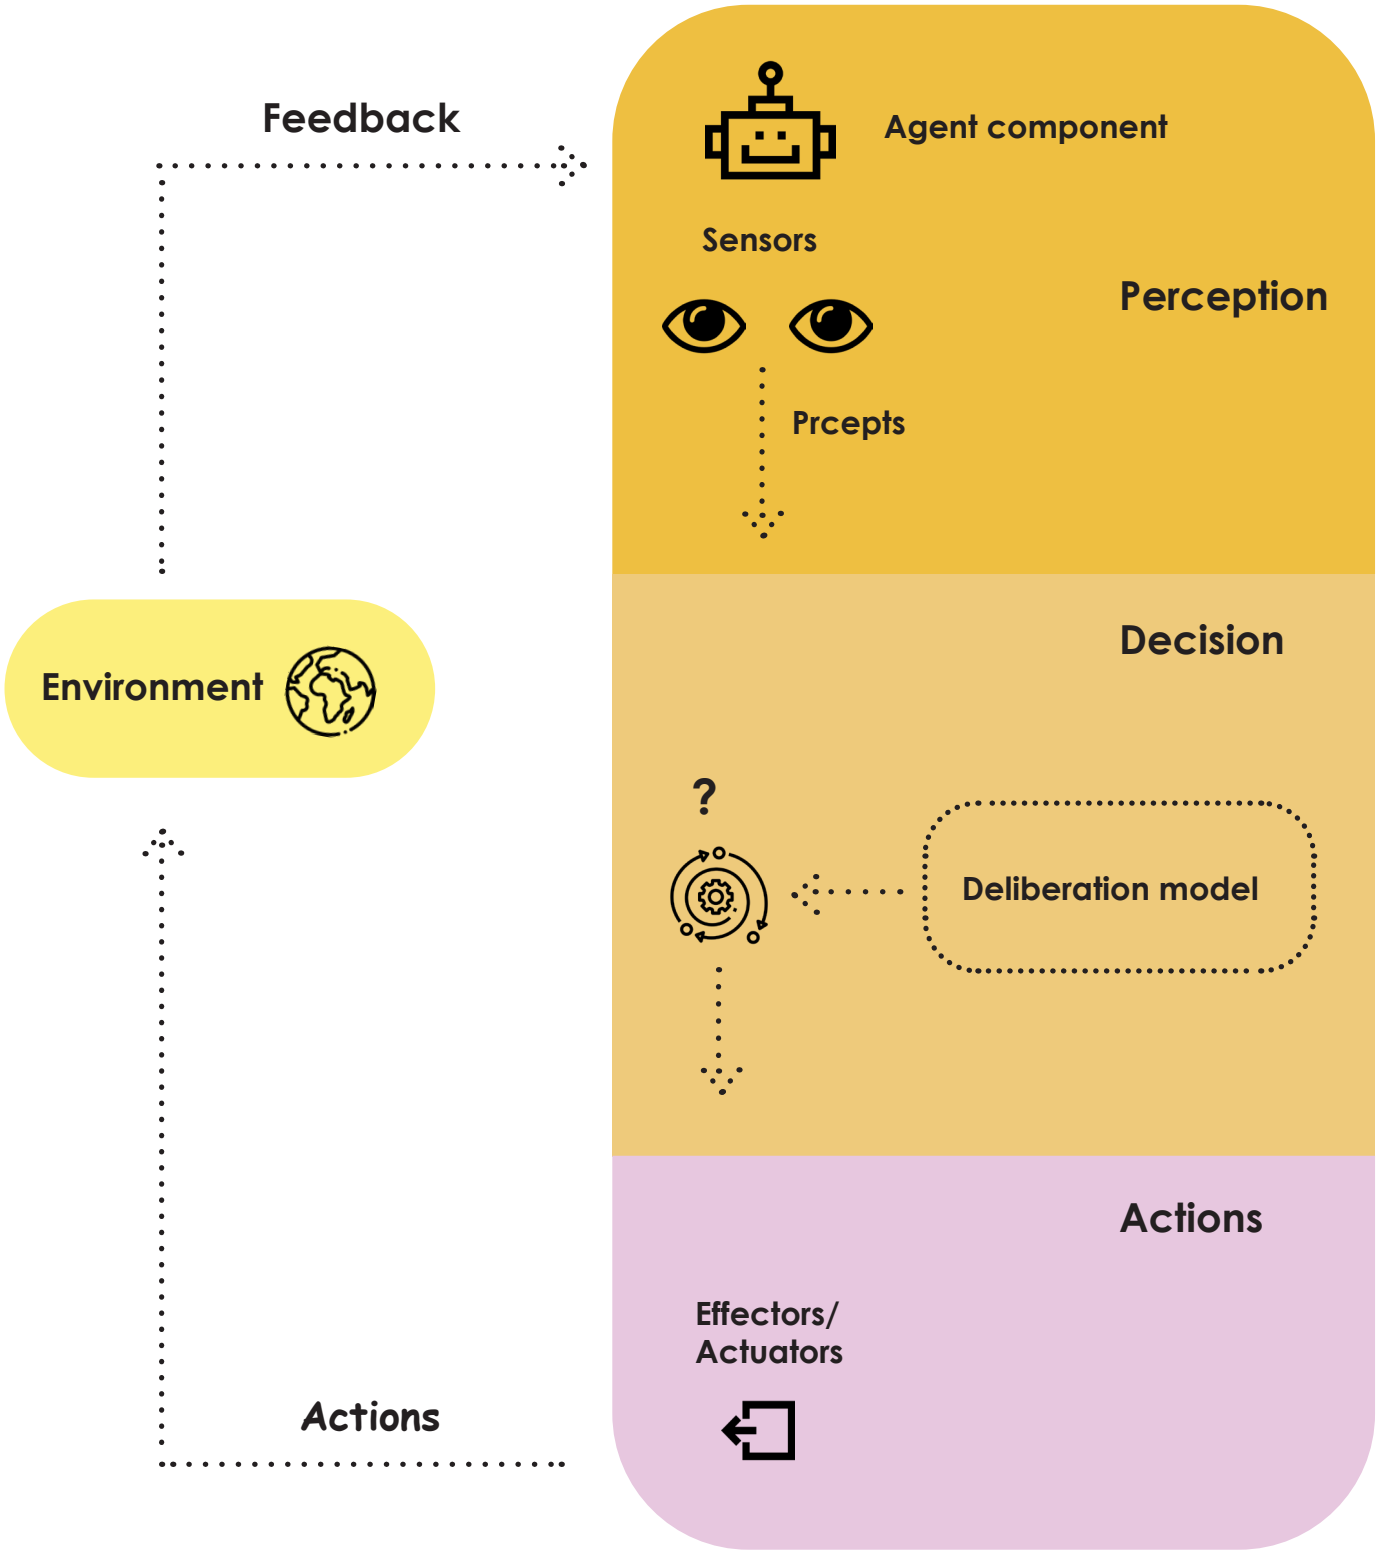 Feedback
Agent component
Sensors
Perception
Prcepts
Environment
Decision
?
Deliberation model
Actions
Effectors/
Actuators
Actions